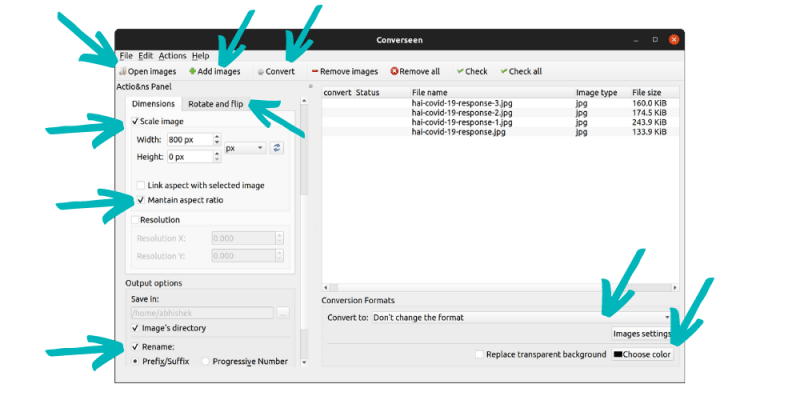 Converseen
File Edit Actions Help
Open images Add images Convert Remove images Remove all Check Check all
Actio&ns Panel
convert Status File name Image type File size
hai-covid-19-response-3.jpg jpg 160.0 KiB
hai-covid-19-response-2.jpg jpg 174.5 KiB
hai-covid-19-response-1.jpg jpg 243.9 KiB
hai-covid-19-response.jpg jpg 133.9 KiB
Dimensions Rotate and flip
Scale image
Width: 800 px
px
Height: 0 px
Link aspect with selected image
Mantain aspect ratio
Resolution
Resolution X: 0.000
Resolution Y: 0.000
Output options
Save in:
/home/abhishek ...
Image's directory
Rename:
Prefix/Suffix Progressive Number
Conversion Formats
Convert to: Don't change the format
Images settings
Replace transparent background Choose color